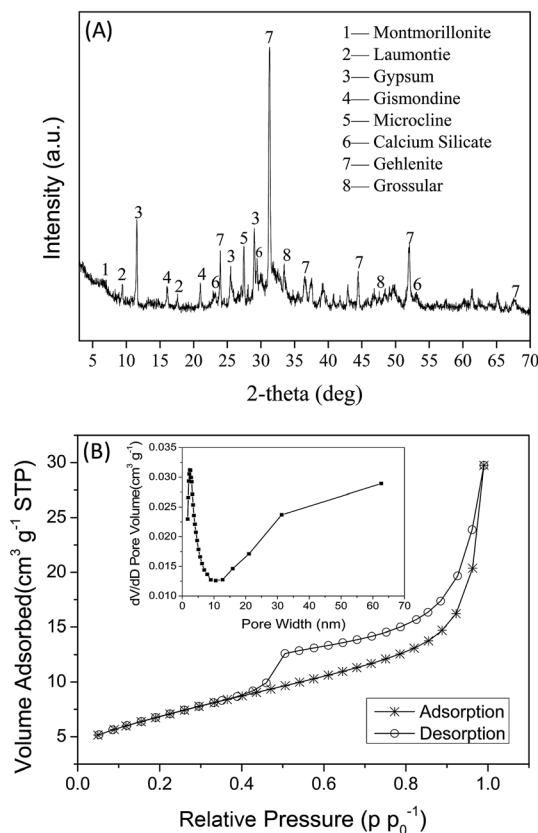 (A)
1— Montmorillonite
2— Laumontie
3— Gypsum
4— Gismondine
5— Microcline
6— Calcium Silicate
7— Gehlenite
8— Grossular
Intensity (a.u.)
1 2 3 4 2 4 6 7 3 5 3 6 7 8 7 7 8 7 6 7
5 10 15 20 25 30 35 40 45 50 55 60 65 70
2-theta (deg)
(B)
Volume Adsorbed(cm³ g⁻¹ STP)
30
25
20
15
10
5
dV/dD Pore Volume(cm³ g⁻¹)
0.035
0.030
0.025
0.020
0.015
0.010
0 10 20 30 40 50 60 70
Pore Width (nm)
Adsorption
Desorption
0.0 0.2 0.4 0.6 0.8 1.0
Relative Pressure (p p₀⁻¹)